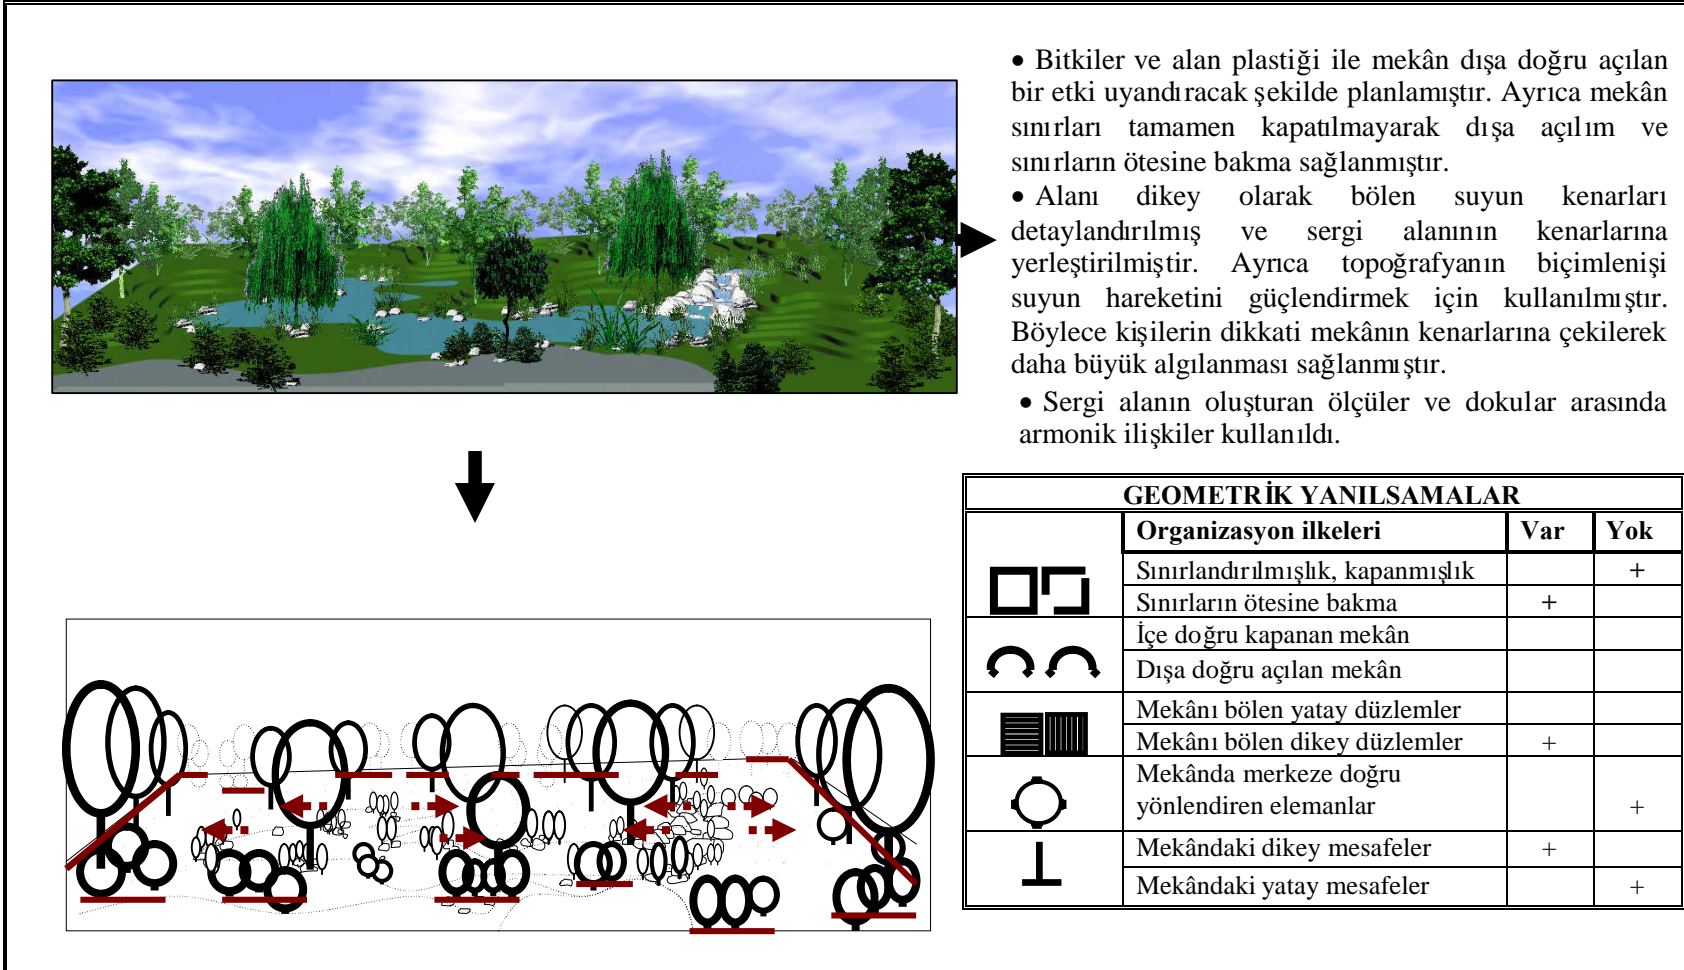 • Bitkiler ve alan plastiği ile mekân dışa doğru açılan
bir etki uyandıracak şekilde planlamıştır. Ayrıca mekân
sınırları tamamen kapatılmayarak dışa açılım ve
sınırların ötesine bakma sağlanmıştır.
• Alanı dikey olarak bölen suyun kenarları
detaylandırılmış ve sergi alanının kenarlarına
yerleştirilmiştir. Ayrıca topoğrafyanın biçimlenişi
suyun hareketini güçlendirmek için kullanılmıştır.
Böylece kişilerin dikkati mekânın kenarlarına çekilerek
daha büyük algılanması sağlanmıştır.
• Sergi alanın oluşturan ölçüler ve dokular arasında
armonik ilişkiler kullanıldı.
GEOMETRİK YANILSAMALAR
Organizasyon ilkeleri Var Yok
Sınırlandırılmışlık, kapanmışlık +
Sınırların ötesine bakma +
İçe doğru kapanan mekân
Dışa doğru açılan mekân
Mekânı bölen yatay düzlemler
Mekânı bölen dikey düzlemler +
Mekânda merkeze doğru
yönlendiren elemanlar +
Mekândaki dikey mesafeler +
Mekândaki yatay mesafeler +